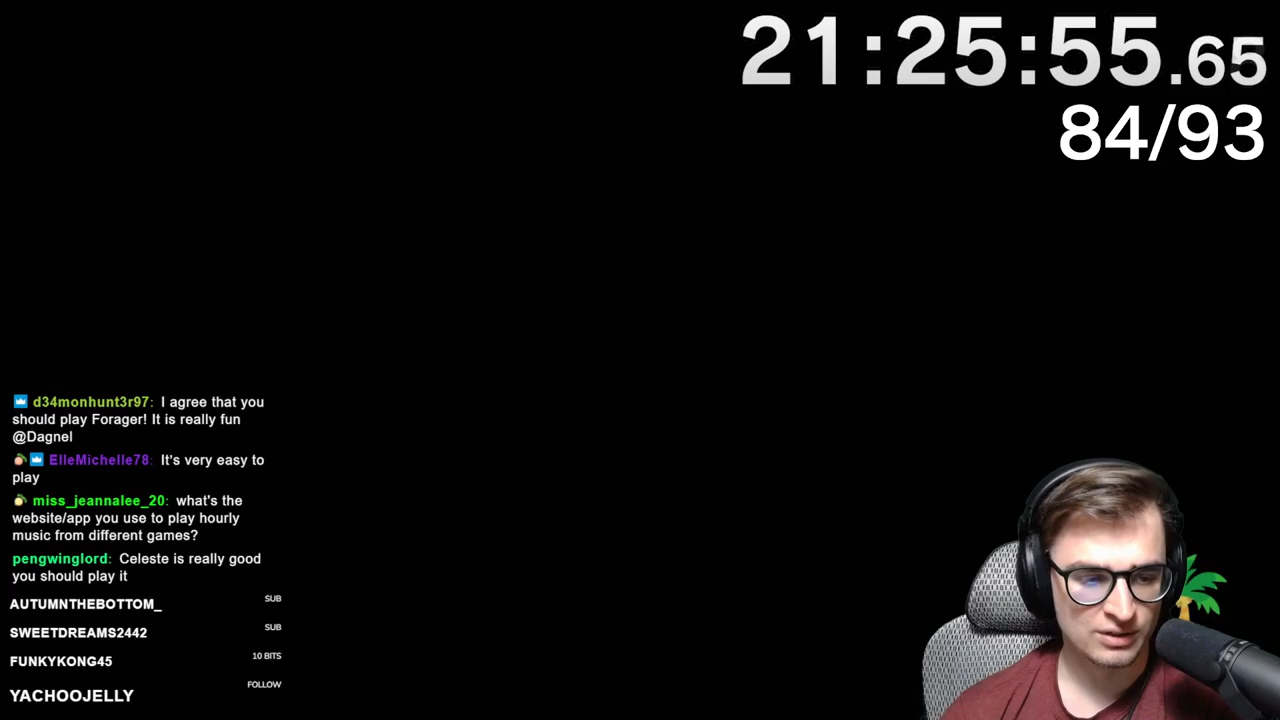 21:25:55.65
84/93
d34monhunt3r97: I agree that you
should play Forager! It is really fun
@Dagnel
ElleMichelle78: It's very easy to
play
miss_jeannalee_20: what's the
website/app you use to play hourly
music from different games?
pengwinglord: Celeste is really good
you should play it
AUTUMNTHEBOTTOM_ SUB
SWEETDREAMS2442 SUB
FUNKYKONG45 10 BITS
YACHOOJELLY FOLLOW